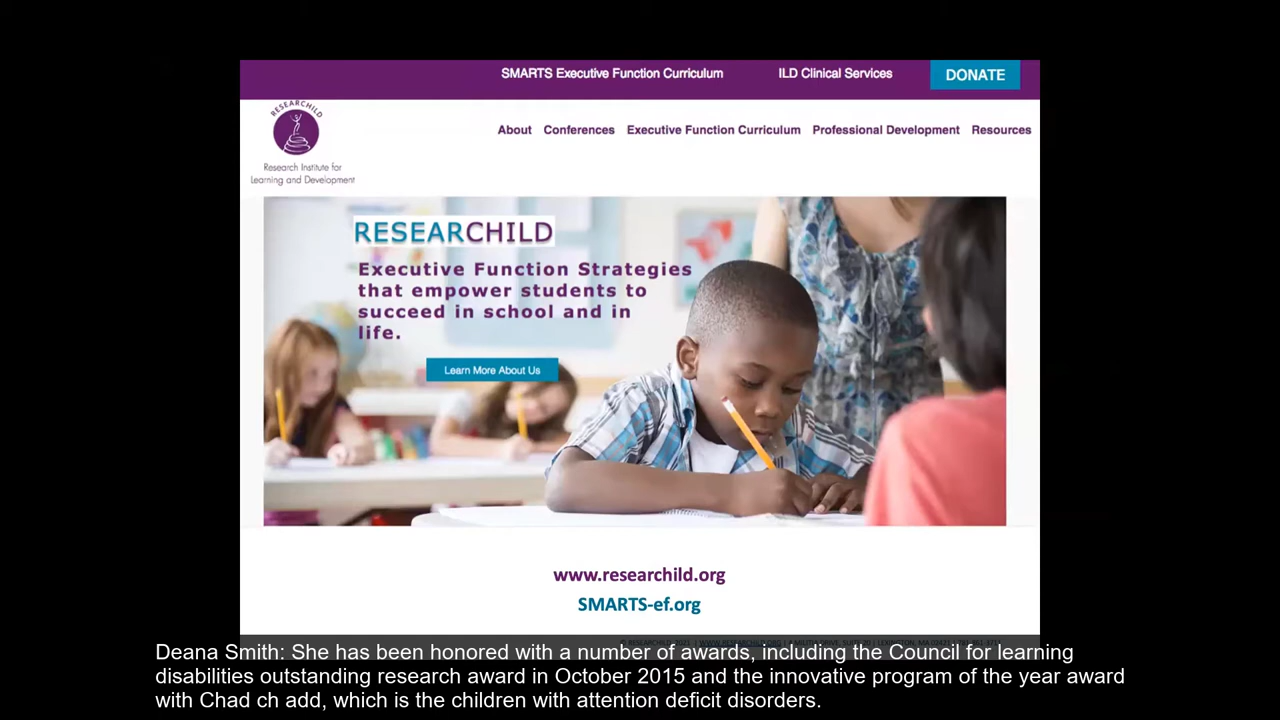 SMARTS Executive Function Curriculum
ILD Clinical Services
DONATE
RESEARCHILD
Research Institute for
Learning and Development
About
Conferences
Executive Function Curriculum
Professional Development
Resources
RESEARCHILD
Executive Function Strategies
that empower students to
succeed in school and in
life.
Learn More About Us
www.researchild.org
SMARTS-ef.org
Deana Smith: She has been honored with a number of awards, including the Council for learning
disabilities outstanding research award in October 2015 and the innovative program of the year award
with Chad ch add, which is the children with attention deficit disorders.